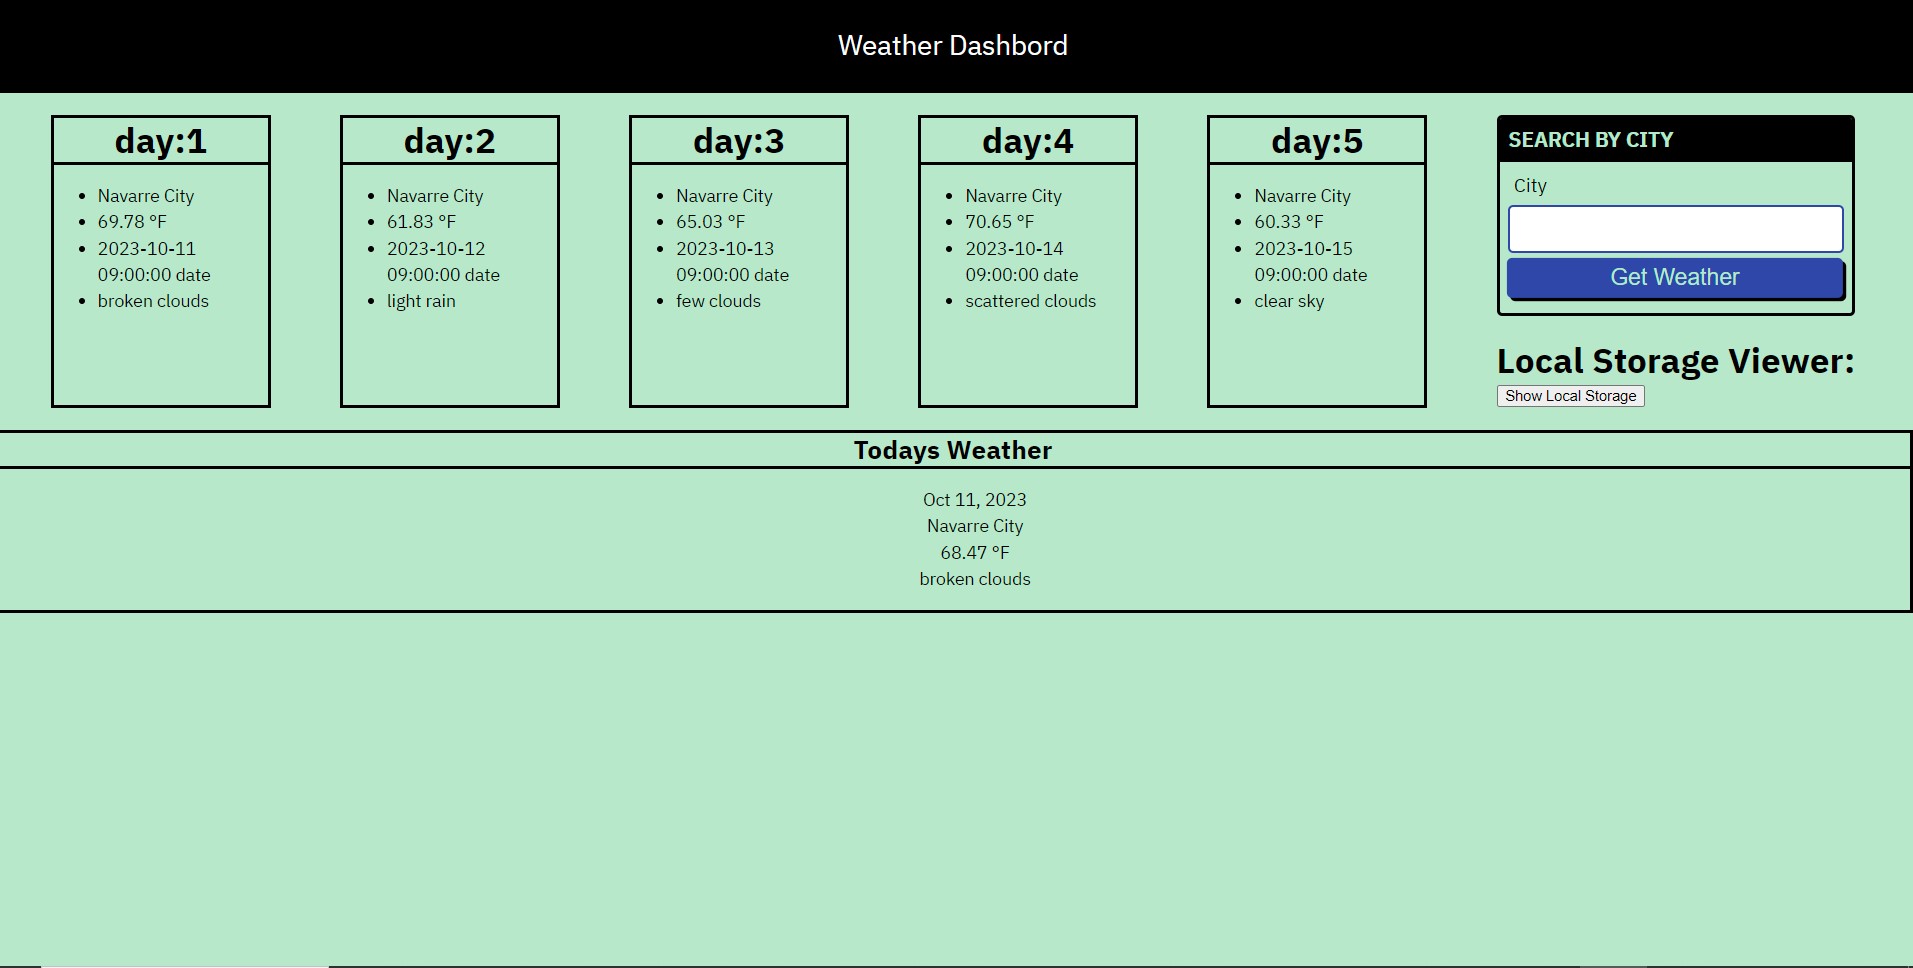 Weather Dashbord
day:1
Navarre City
69.78 °F
2023-10-11
09:00:00 date
broken clouds
day:2
Navarre City
61.83 °F
2023-10-12
09:00:00 date
light rain
day:3
Navarre City
65.03 °F
2023-10-13
09:00:00 date
few clouds
day:4
Navarre City
70.65 °F
2023-10-14
09:00:00 date
scattered clouds
day:5
Navarre City
60.33 °F
2023-10-15
09:00:00 date
clear sky
SEARCH BY CITY
City
Get Weather
Local Storage Viewer:
Show Local Storage
Todays Weather
Oct 11, 2023
Navarre City
68.47 °F
broken clouds